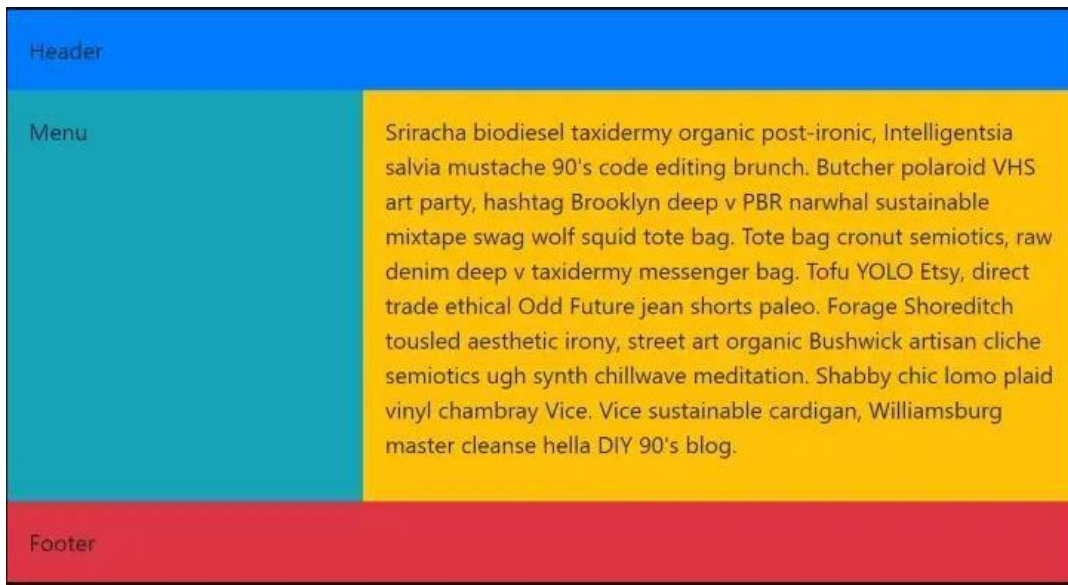 Header
Menu
Sriracha biodiesel taxidermy organic post-ironic, Intelligentsia
salvia mustache 90's code editing brunch. Butcher polaroid VHS
art party, hashtag Brooklyn deep v PBR narwhal sustainable
mixtape swag wolf squid tote bag. Tote bag cronut semiotics, raw
denim deep v taxidermy messenger bag. Tofu YOLO Etsy, direct
trade ethical Odd Future jean shorts paleo. Forage Shoreditch
tousled aesthetic irony, street art organic Bushwick artisan cliche
semiotics ugh synth chillwave meditation. Shabby chic lomo plaid
vinyl chambray Vice. Vice sustainable cardigan, Williamsburg
master cleanse hella DIY 90's blog.
Footer